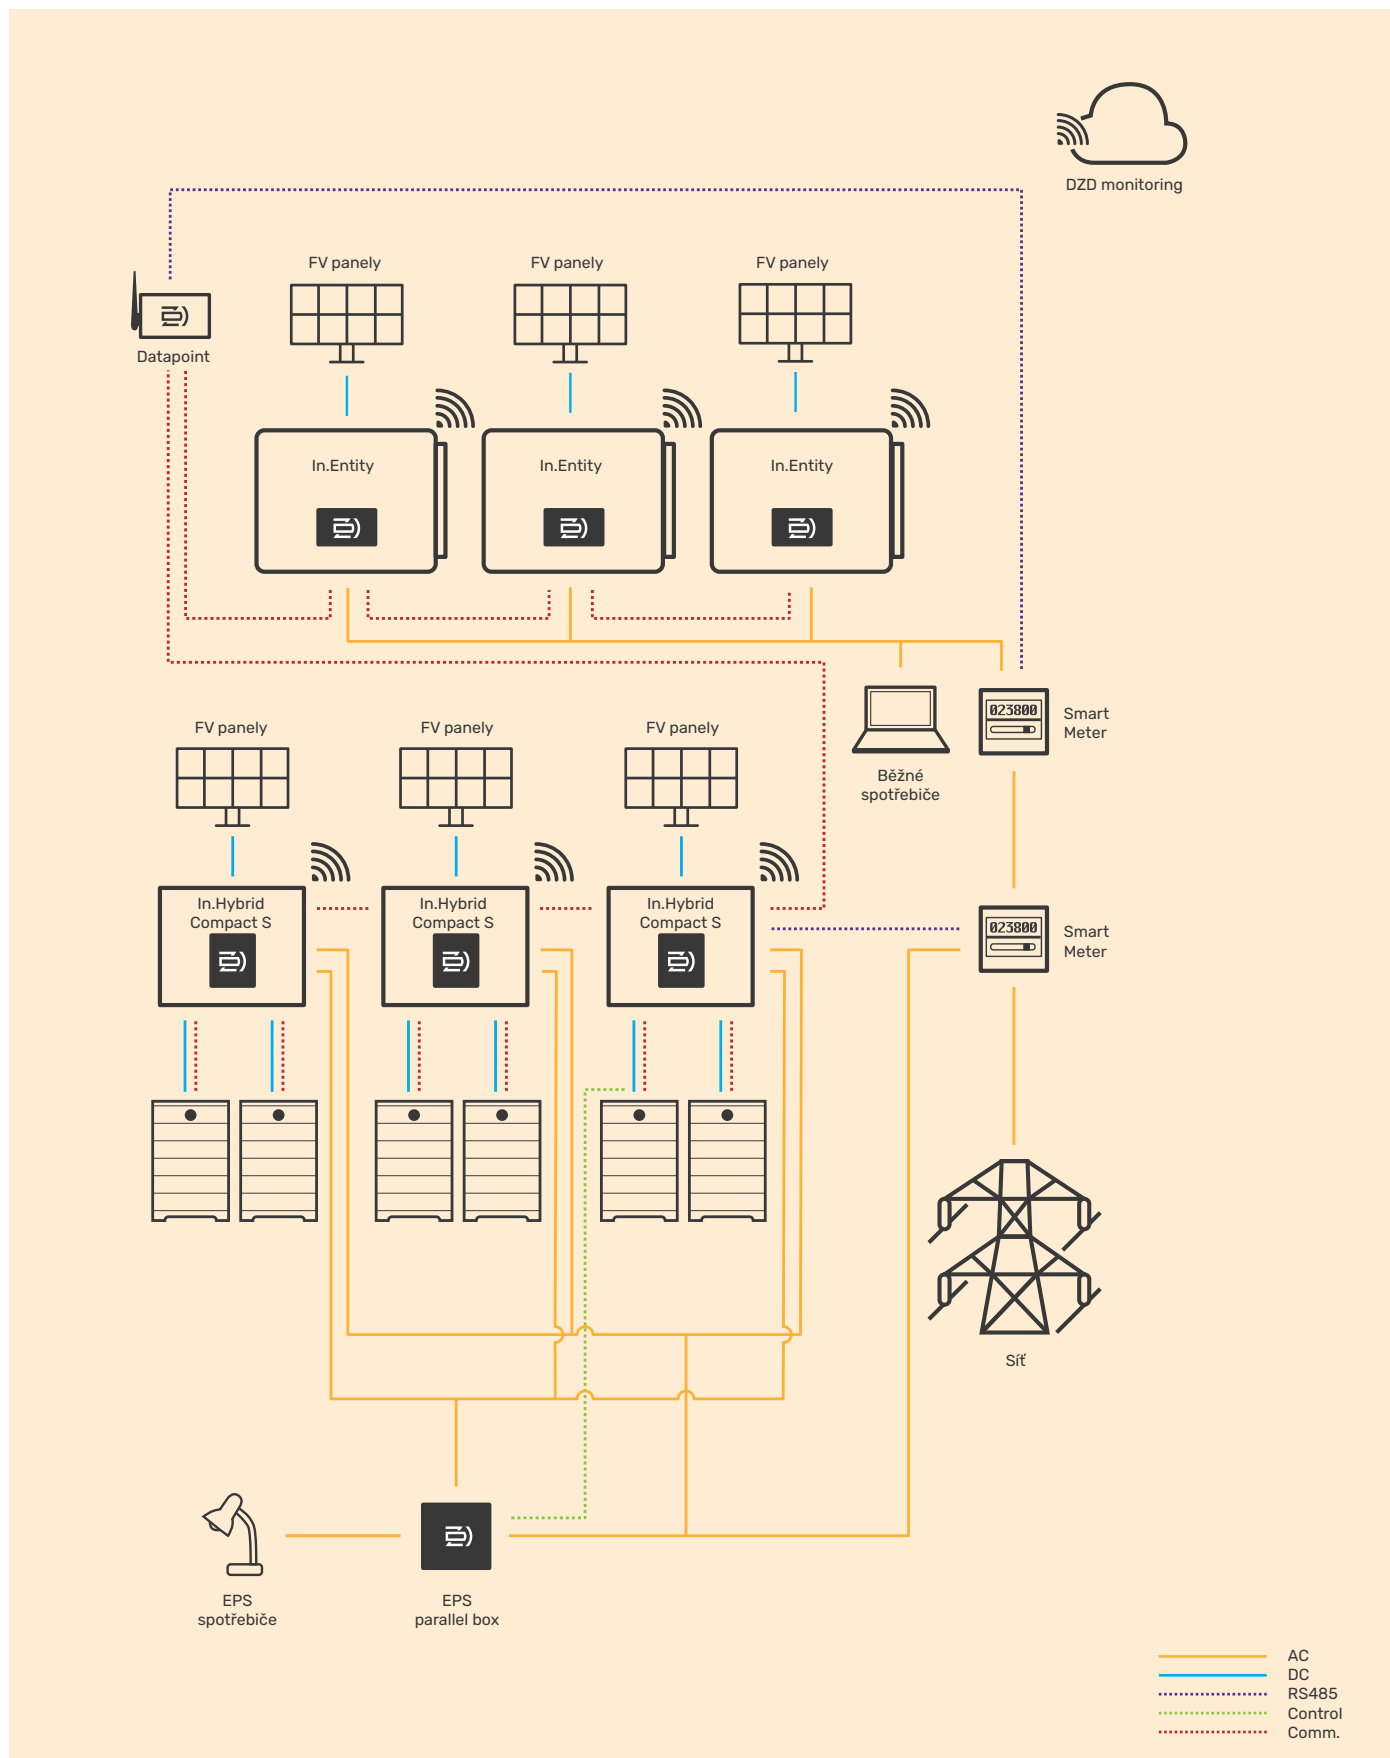 DZD monitoring
FV panely
FV panely
FV panely
Datapoint
In.Entity
In.Entity
In.Entity
023800
Smart
Meter
Běžné
spotřebiče
FV panely
FV panely
FV panely
In.Hybrid
Compact S
In.Hybrid
Compact S
In.Hybrid
Compact S
023800
Smart
Meter
Síť
EPS
spotřebiče
EPS
parallel box
AC
DC
RS485
Control
Comm.